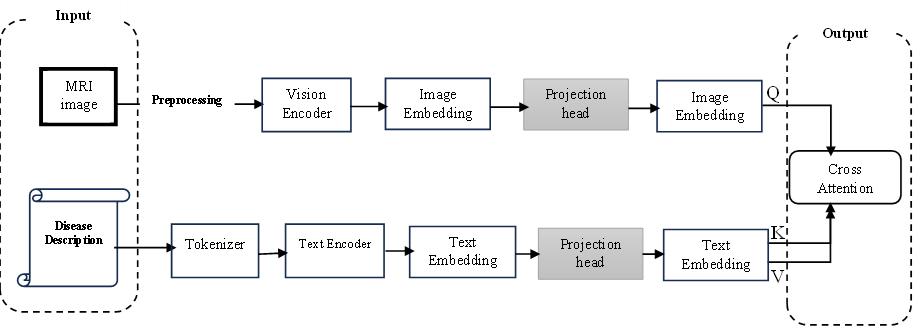 Input
Output
MRI
image
Preprocessing
Vision
Encoder
Image
Embedding
Projection
head
Image
Embedding
Q
Cross
Attention
Disease
Description
Tokenizer
Text Encoder
Text
Embedding
Projection
head
Text
Embedding
K
V